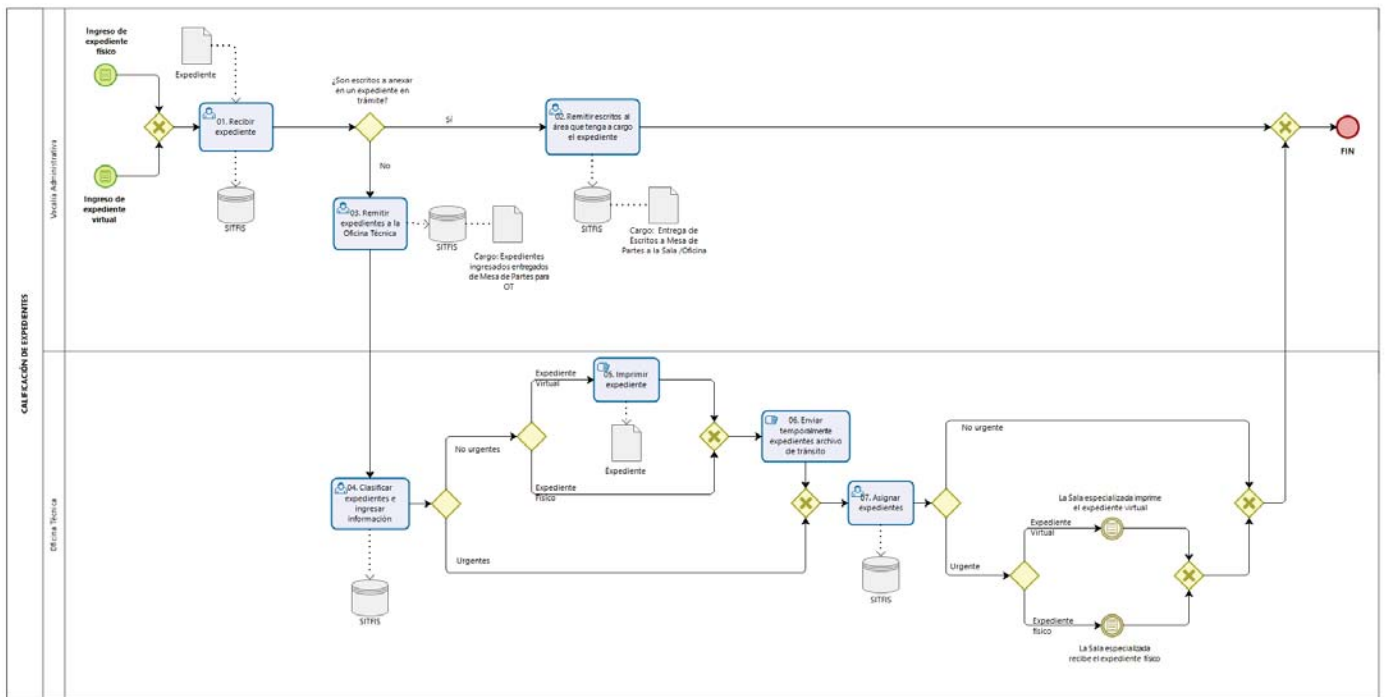 CALIFICACIÓN DE EXPEDIENTES
Vocalía Administrativa
Ingreso de
expediente
físico
Expediente
Ingreso de
expediente
virtual
01. Recibir
expediente
SITFIS
¿Son escritos a anexar
en un expediente en
trámite?
Sí
No
02. Remitir escritos al
área que tenga a cargo
el expediente
SITFIS
Cargo: Entrega de
Escritos a Mesa de
Partes a la Sala /Oficina
03. Remitir
expedientes a la
Oficina Técnica
SITFIS
Cargo: Expedientes
ingresados entregados
de Mesa de Partes para
OT
FIN
Oficina Técnica
04. Clasificar
expedientes e
ingresar
información
SITFIS
No urgentes
Urgentes
Expediente
Virtual
Expediente
Físico
05. Imprimir
expediente
Expediente
06. Enviar
temporalmente
expedientes archivo
de tránsito
07. Asignar
expedientes
SITFIS
No urgente
Urgente
Expediente
Virtual
La Sala especializada imprime
el expediente virtual
Expediente
físico
La Sala especializada
recibe el expediente físico